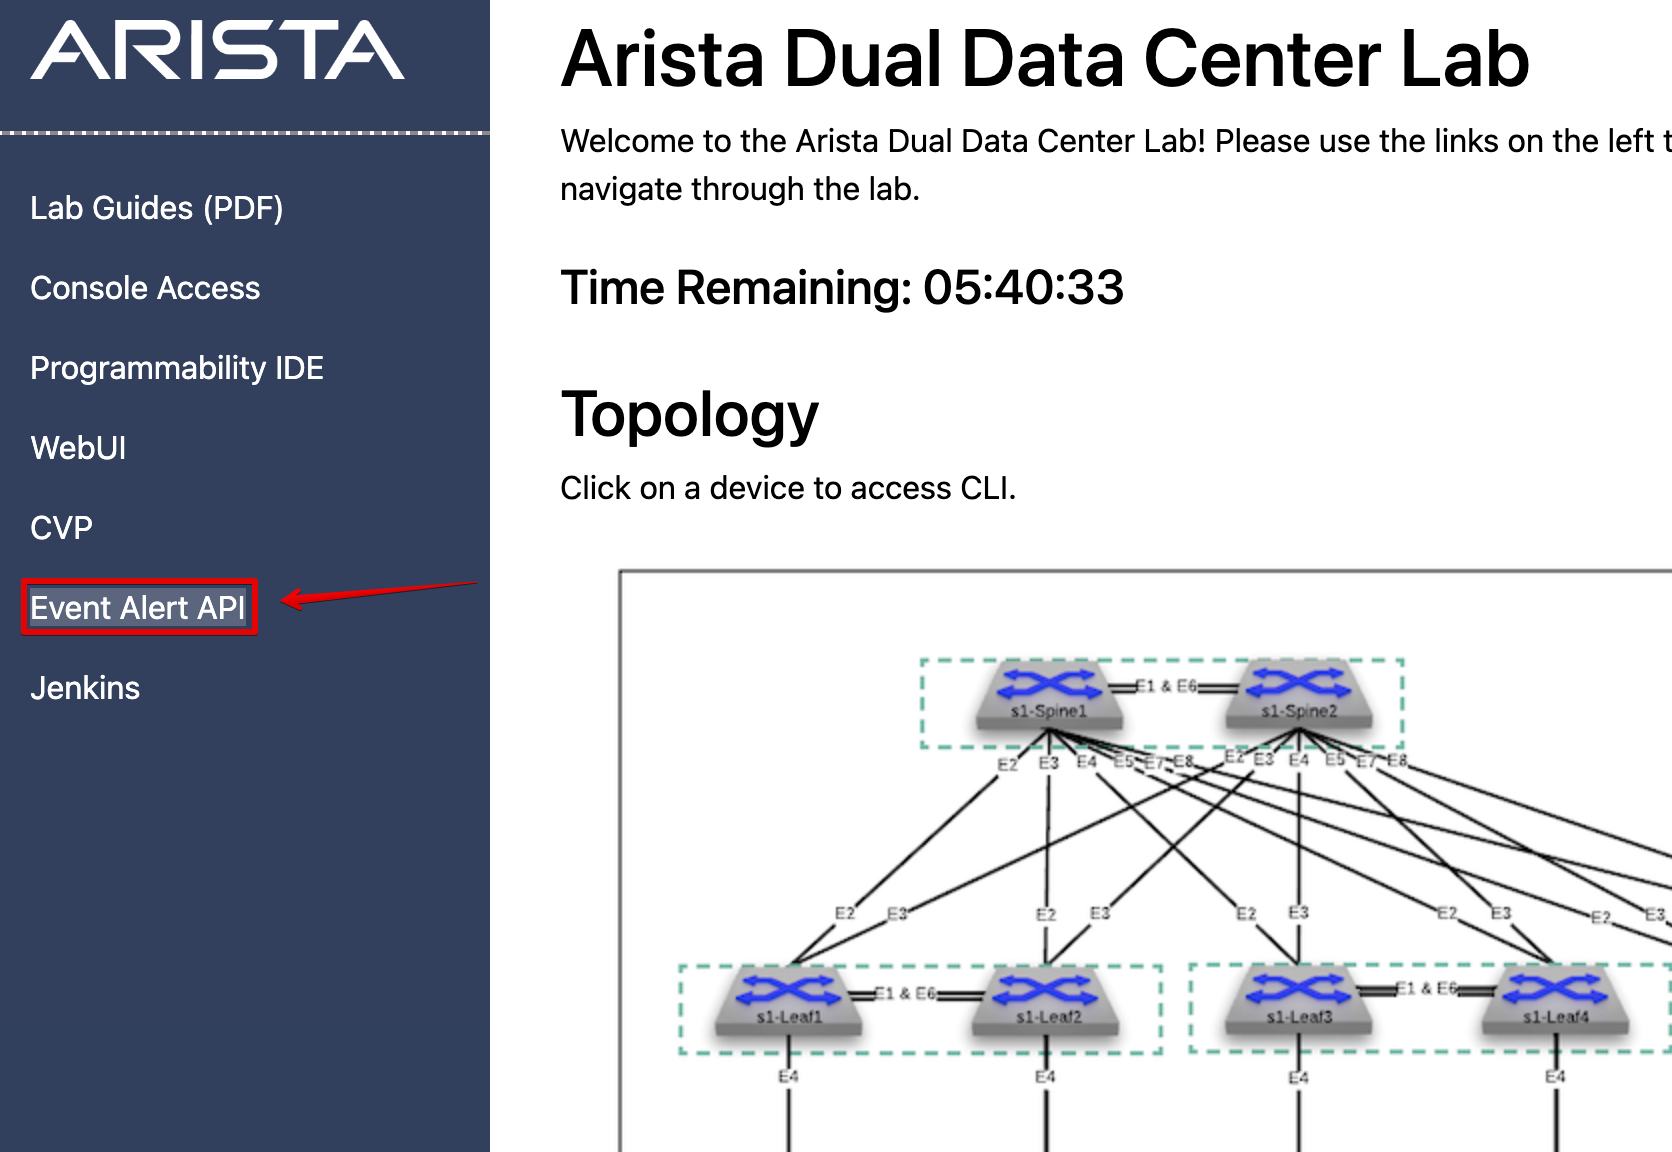 ARISTA
Lab Guides (PDF)
Console Access
Programmability IDE
WebUI
CVP
Event Alert API
Jenkins
Arista Dual Data Center Lab
Welcome to the Arista Dual Data Center Lab! Please use the links on the left t
navigate through the lab.
Time Remaining: 05:40:33
Topology
Click on a device to access CLI.
E1 & E6
s1-Spine1 s1-Spine2
E2 E3 E4 E5 E7 E8 E2 E3 E4 E5 E7 E8
E2 E3 E2 E3 E2 E3 E2 E3 E2 E3
E1 & E6 E1 & E6
s1-Leaf1 s1-Leaf2 s1-Leaf3 s1-Leaf4
E4 E4 E4 E4